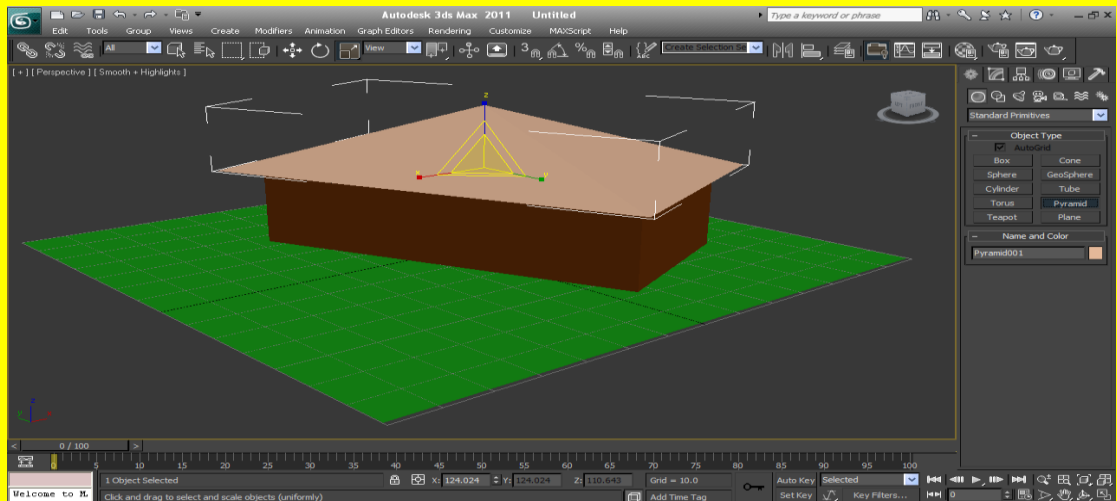 Autodesk 3ds Max 2011 Untitled
Type a keyword or phrase
Edit Tools Group Views Create Modifiers Animation Graph Editors Rendering Customize MAXScript Help
All
View
3
Create Selection Se
[ + ] [ Perspective ] [ Smooth + Highlights ]
Standard Primitives
Object Type
AutoGrid
Box Cone
Sphere GeoSphere
Cylinder Tube
Torus Pyramid
Teapot Plane
Name and Color
Pyramid001
z
x y
z
y x
< 0 / 100 >
0 5 10 15 20 25 30 35 40 45 50 55 60 65 70 75 80 85 90 95 100
1 Object Selected X: 124.024 Y: 124.024 Z: 110.643 Grid = 10.0 Auto Key Selected
Welcome to M Click and drag to select and scale objects (uniformly) Add Time Tag Set Key Key Filters... 0